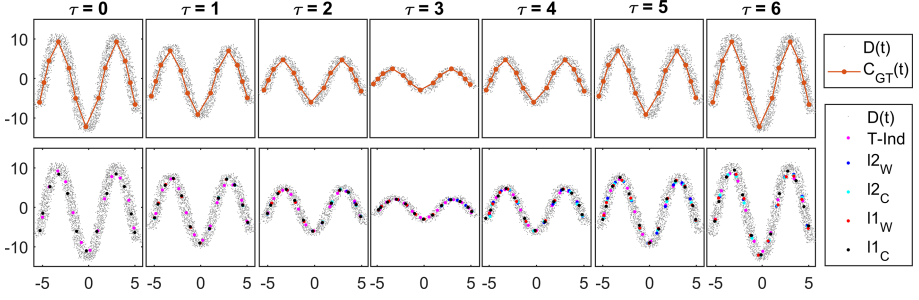 τ = 0 τ = 1 τ = 2 τ = 3 τ = 4 τ = 5 τ = 6
10
0
-10
D(t)
C_GT(t)
10
0
-10
D(t)
T-Ind
l2_W
l2_C
l1_W
l1_C
-5 0 5 -5 0 5 -5 0 5 -5 0 5 -5 0 5 -5 0 5 -5 0 5